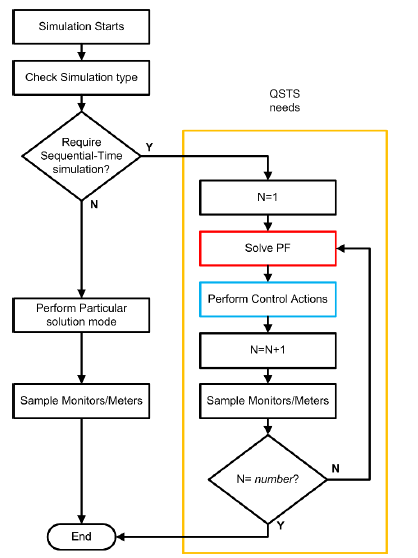 Simulation Starts
Check Simulation type
QSTS
needs
Require
Sequential-Time
simulation?
Y
N
N=1
Solve PF
Perform Control Actions
Perform Particular
solution mode
N=N+1
Sample Monitors/Meters
Sample Monitors/Meters
N= number?
N
Y
End